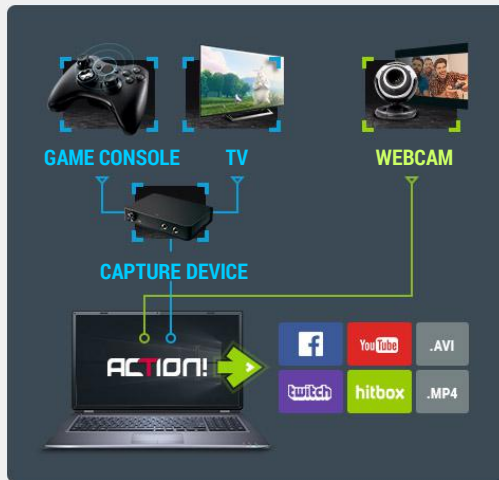 GAME CONSOLE TV WEBCAM
CAPTURE DEVICE
ACTION!
f YouTube .AVI
twitch hitbox .MP4